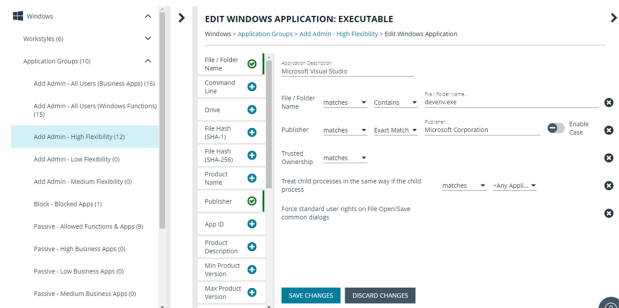 Windows
Workstyles (6)
Application Groups (10)
Add Admin - All Users (Business Apps) (16)
Add Admin - All Users (Windows Functions)
(15)
Add Admin - High Flexibility (12)
Add Admin - Low Flexibility (0)
Add Admin - Medium Flexibility (0)
Block - Blocked Apps (1)
Passive - Allowed Functions & Apps (9)
Passive - High Business Apps (0)
Passive - Low Business Apps (0)
Passive - Medium Business Apps (0)
EDIT WINDOWS APPLICATION: EXECUTABLE
Windows > Application Groups > Add Admin - High Flexibility > Edit Windows Application
File / Folder
Name
Command
Line
Drive
File Hash
(SHA-1)
File Hash
(SHA-256)
Product
Name
Publisher
App ID
Product
Description
Min Product
Version
Max Product
Version
Application Description
Microsoft Visual Studio
File / Folder
Name
matches
Contains
File / Folder Name...
devenv.exe
Publisher
matches
Exact Match
Publisher...
Microsoft Corporation
Enable
Case
Trusted
Ownership
matches
Treat child processes in the same way if the child
process
matches
<Any Appli...
Force standard user rights on File Open/Save
common dialogs
SAVE CHANGES
DISCARD CHANGES